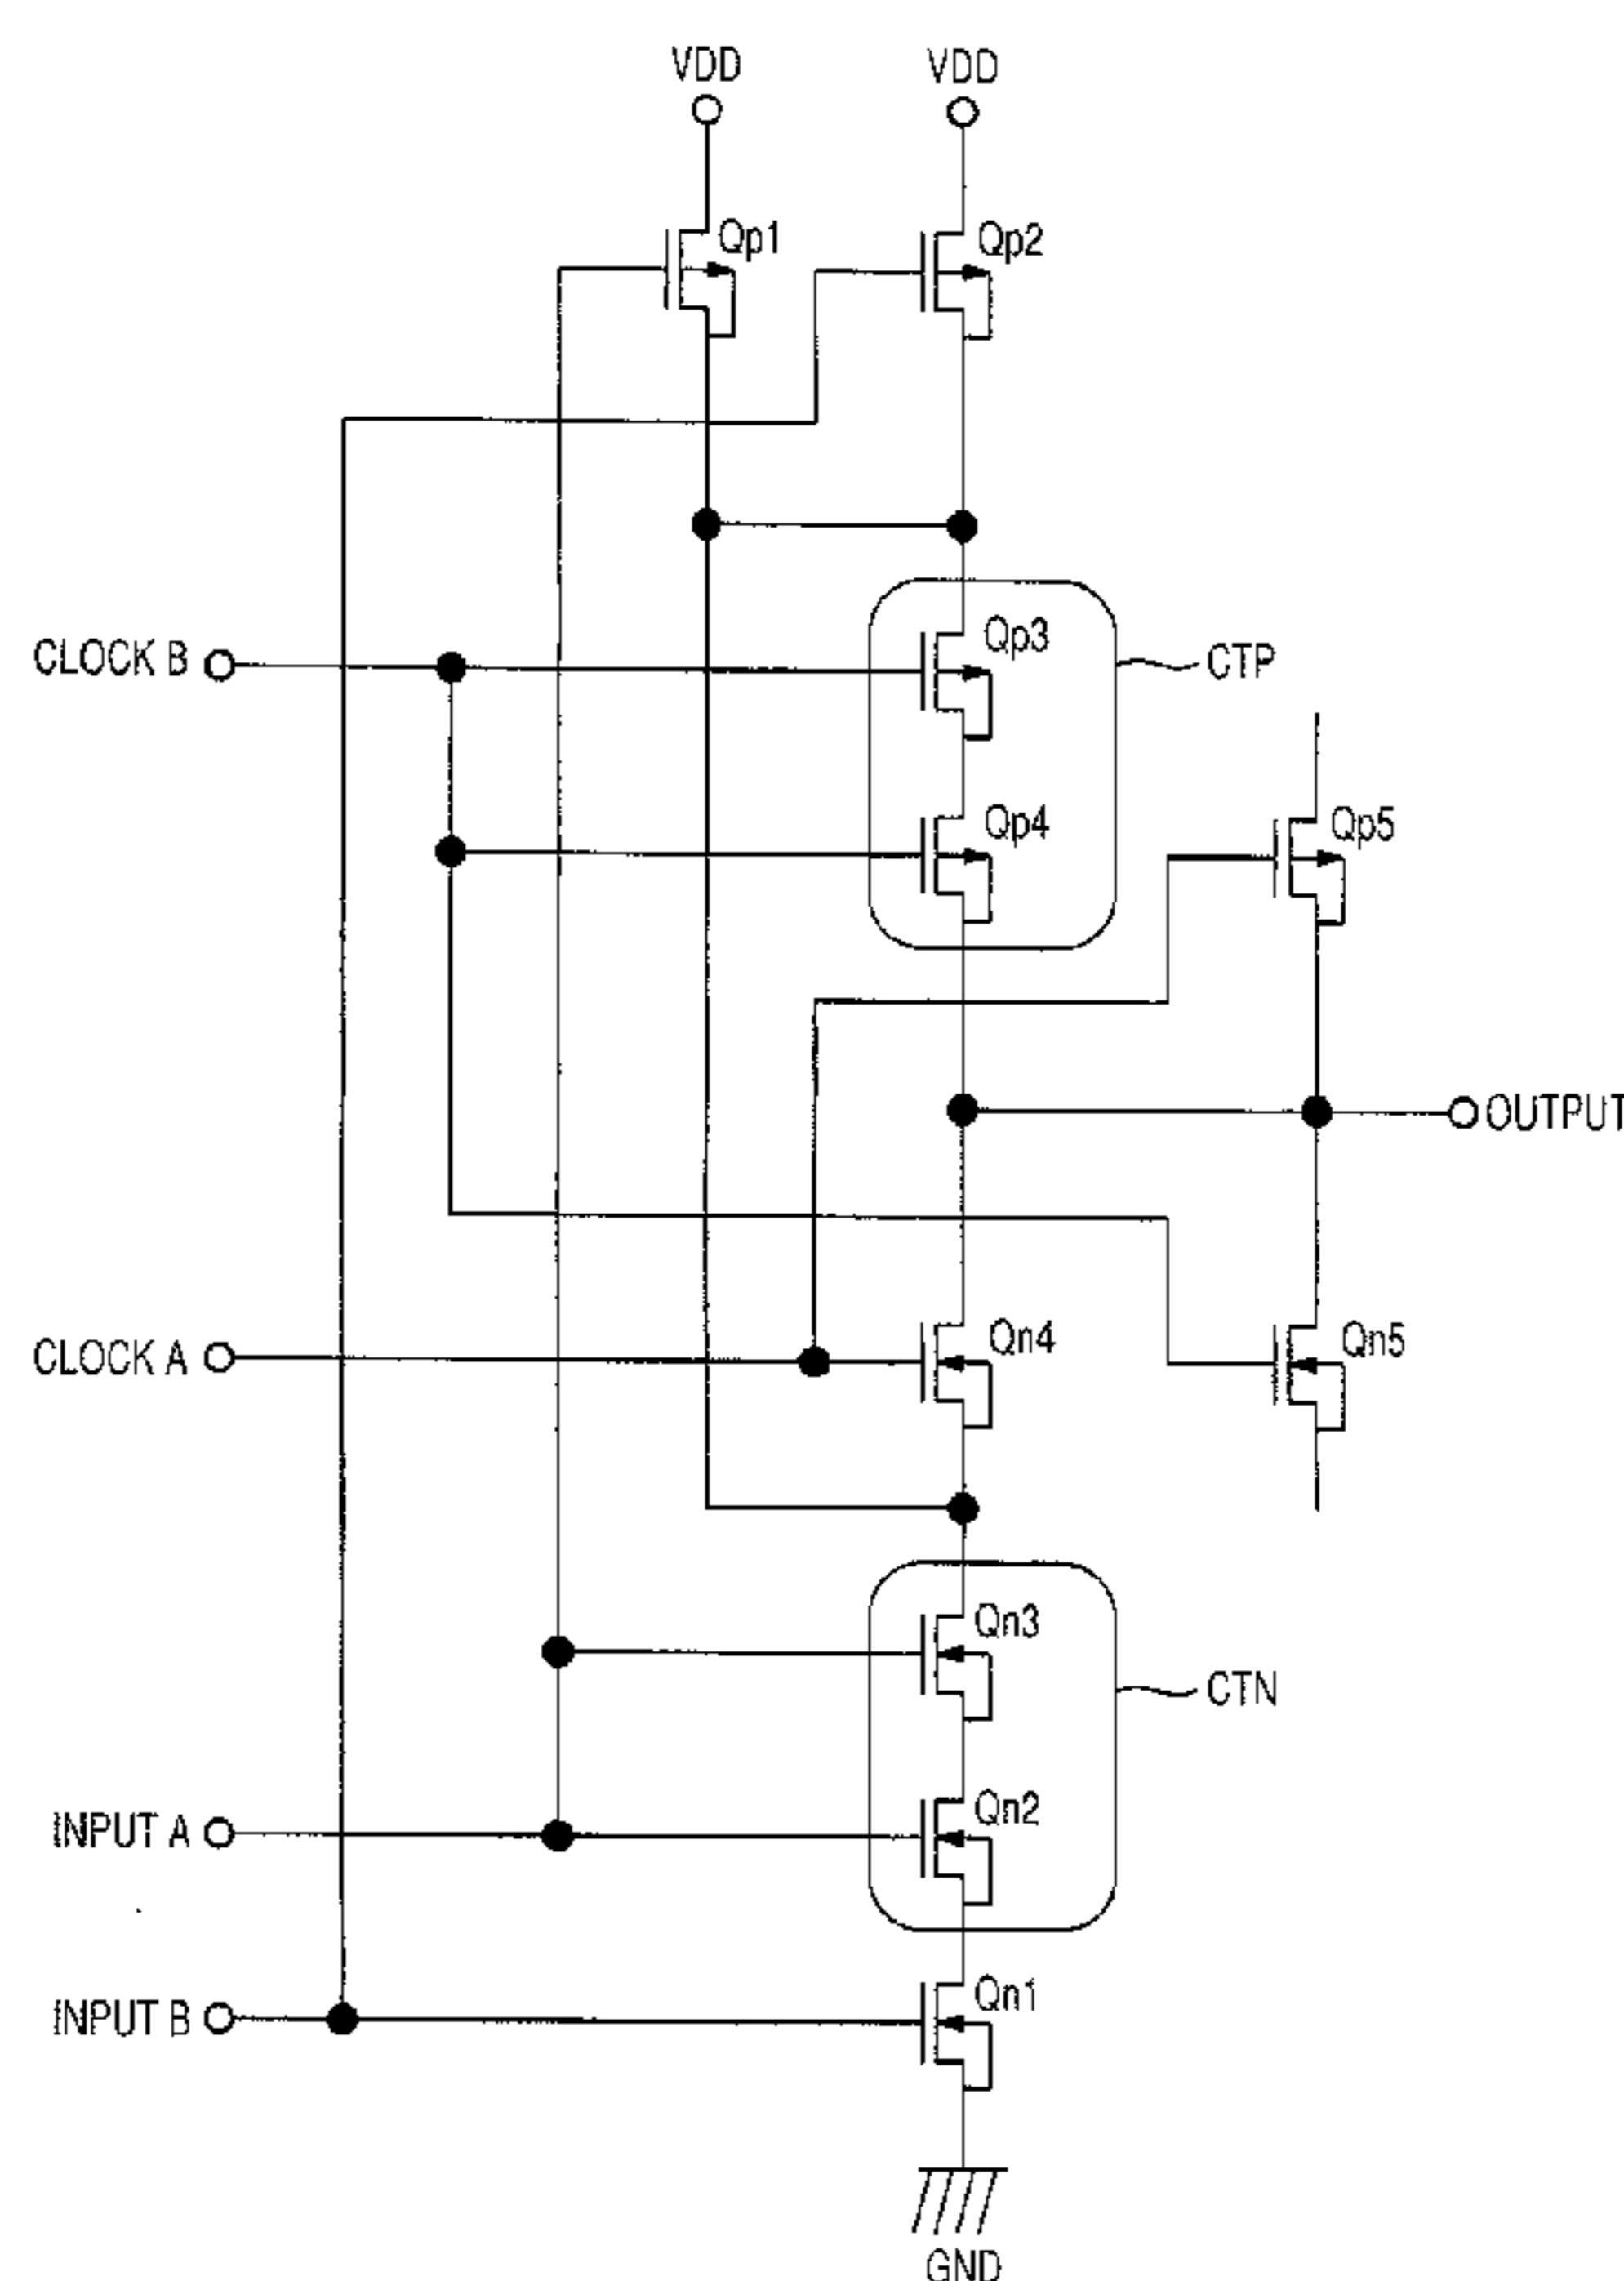 VDD
VDD
Qp1
Qp2
Qp3
CLOCK B
CTP
Qp4
Qp5
OUTPUT
Qn4
Qn5
CLOCK A
Qn3
CTN
Qn2
INPUT A
Qn1
INPUT B
GND